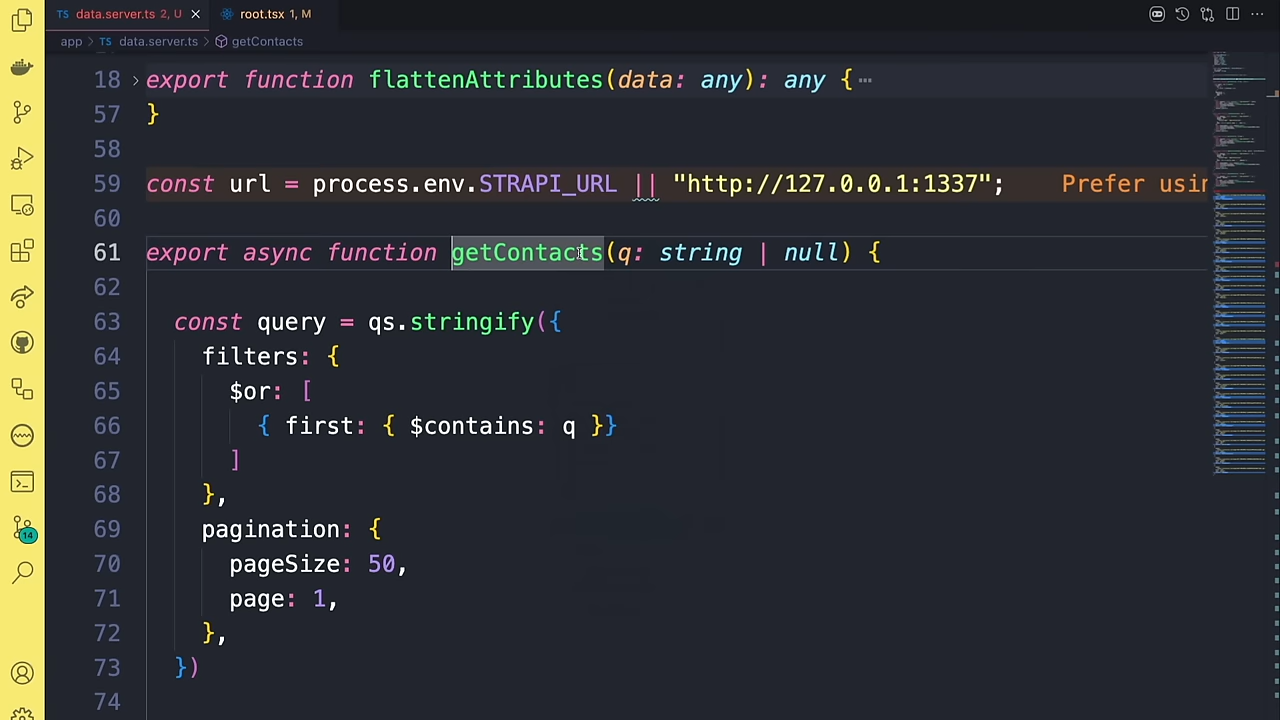 data.server.ts 2, U
root.tsx 1, M
app > TS data.server.ts > getContacts
18 export function flattenAttributes(data: any): any {
57 }
58
59 const url = process.env.STRAPI_URL || "http://127.0.0.1:1337"; Prefer usin
60
61 export async function getContacts(q: string | null) {
62
63 const query = qs.stringify({
64 filters: {
65 $or: [
66 { first: { $contains: q }}
67 ]
68 },
69 pagination: {
70 pageSize: 50,
71 page: 1,
72 },
73 })
74
14